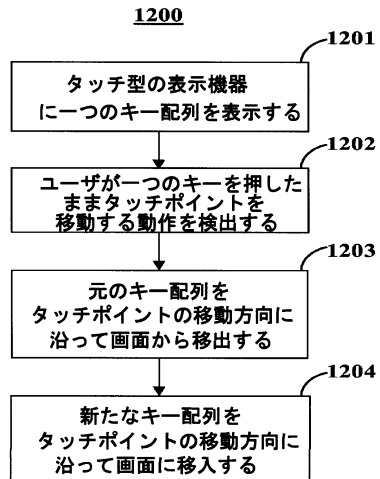 1200
1201
タッチ型の表示機器
に一つのキー配列を表示する
1202
ユーザが一つのキーを押した
ままタッチポイントを
移動する動作を検出する
1203
元のキー配列を
タッチポイントの移動方向に
沿って画面から移出する
1204
新たなキー配列を
タッチポイントの移動方向に
沿って画面に移入する